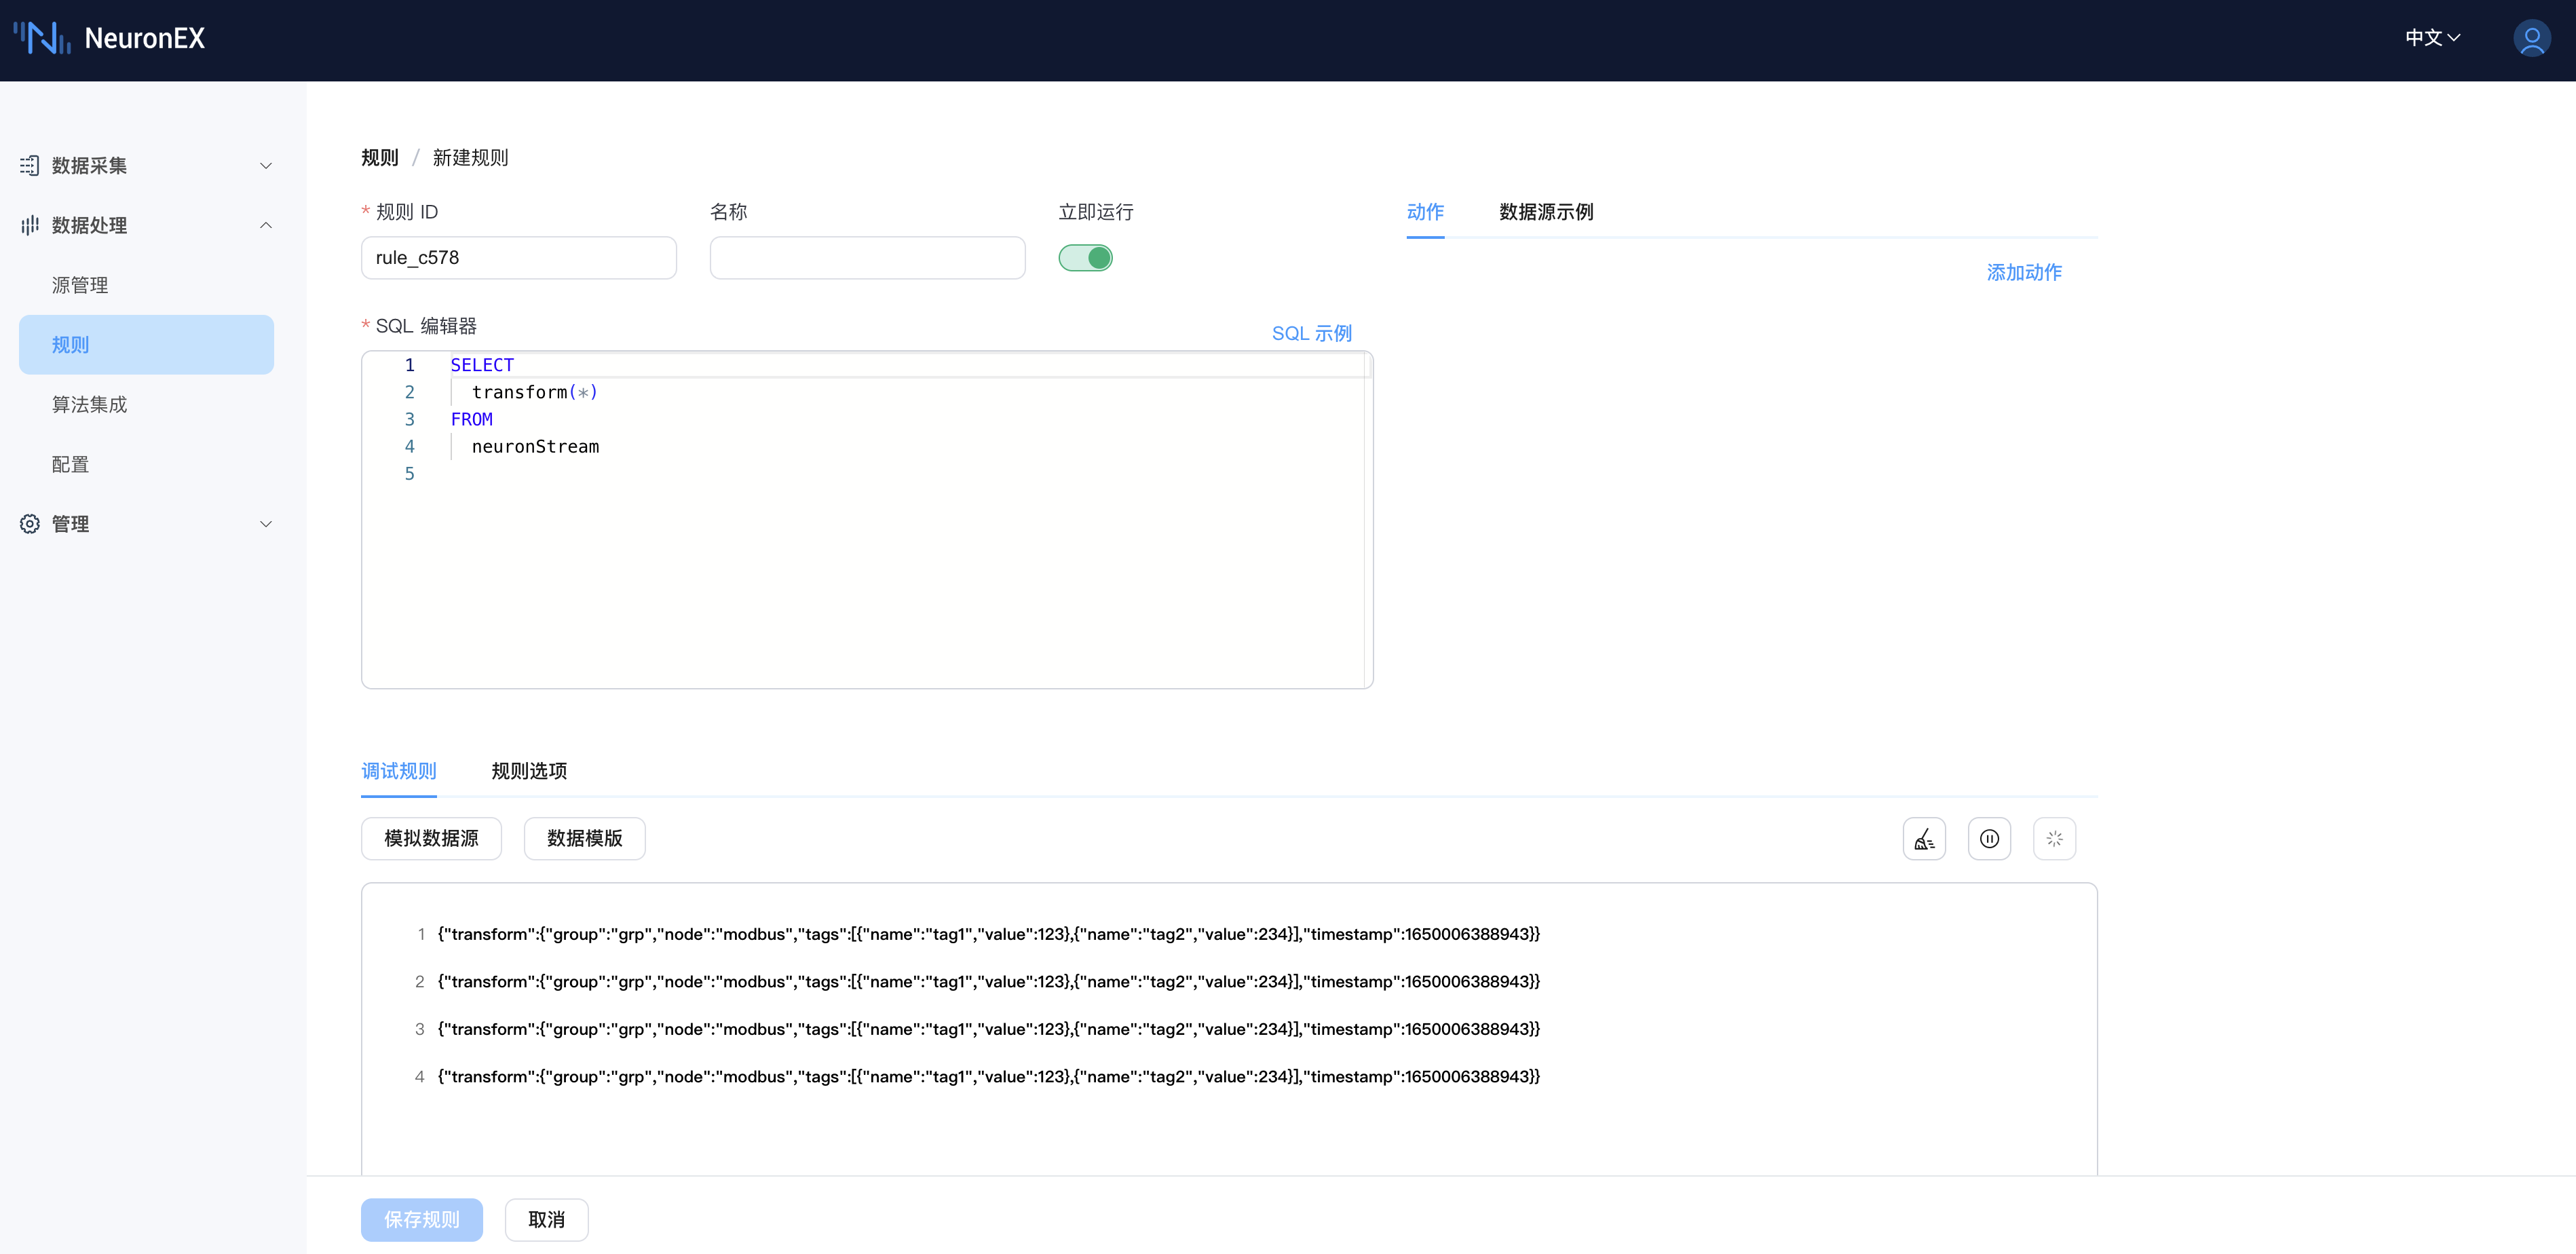 NeuronEX
中文
数据采集
数据处理
源管理
规则
算法集成
配置
管理
规则 / 新建规则
* 规则 ID
名称
立即运行
rule_c578
动作
数据源示例
添加动作
* SQL 编辑器
SQL 示例
1 SELECT
2 transform(*)
3 FROM
4 neuronStream
5
调试规则
规则选项
模拟数据源
数据模版
1 {"transform":{"group":"grp","node":"modbus","tags":[{"name":"tag1","value":123},{"name":"tag2","value":234}],"timestamp":1650006388943}}
2 {"transform":{"group":"grp","node":"modbus","tags":[{"name":"tag1","value":123},{"name":"tag2","value":234}],"timestamp":1650006388943}}
3 {"transform":{"group":"grp","node":"modbus","tags":[{"name":"tag1","value":123},{"name":"tag2","value":234}],"timestamp":1650006388943}}
4 {"transform":{"group":"grp","node":"modbus","tags":[{"name":"tag1","value":123},{"name":"tag2","value":234}],"timestamp":1650006388943}}
保存规则
取消